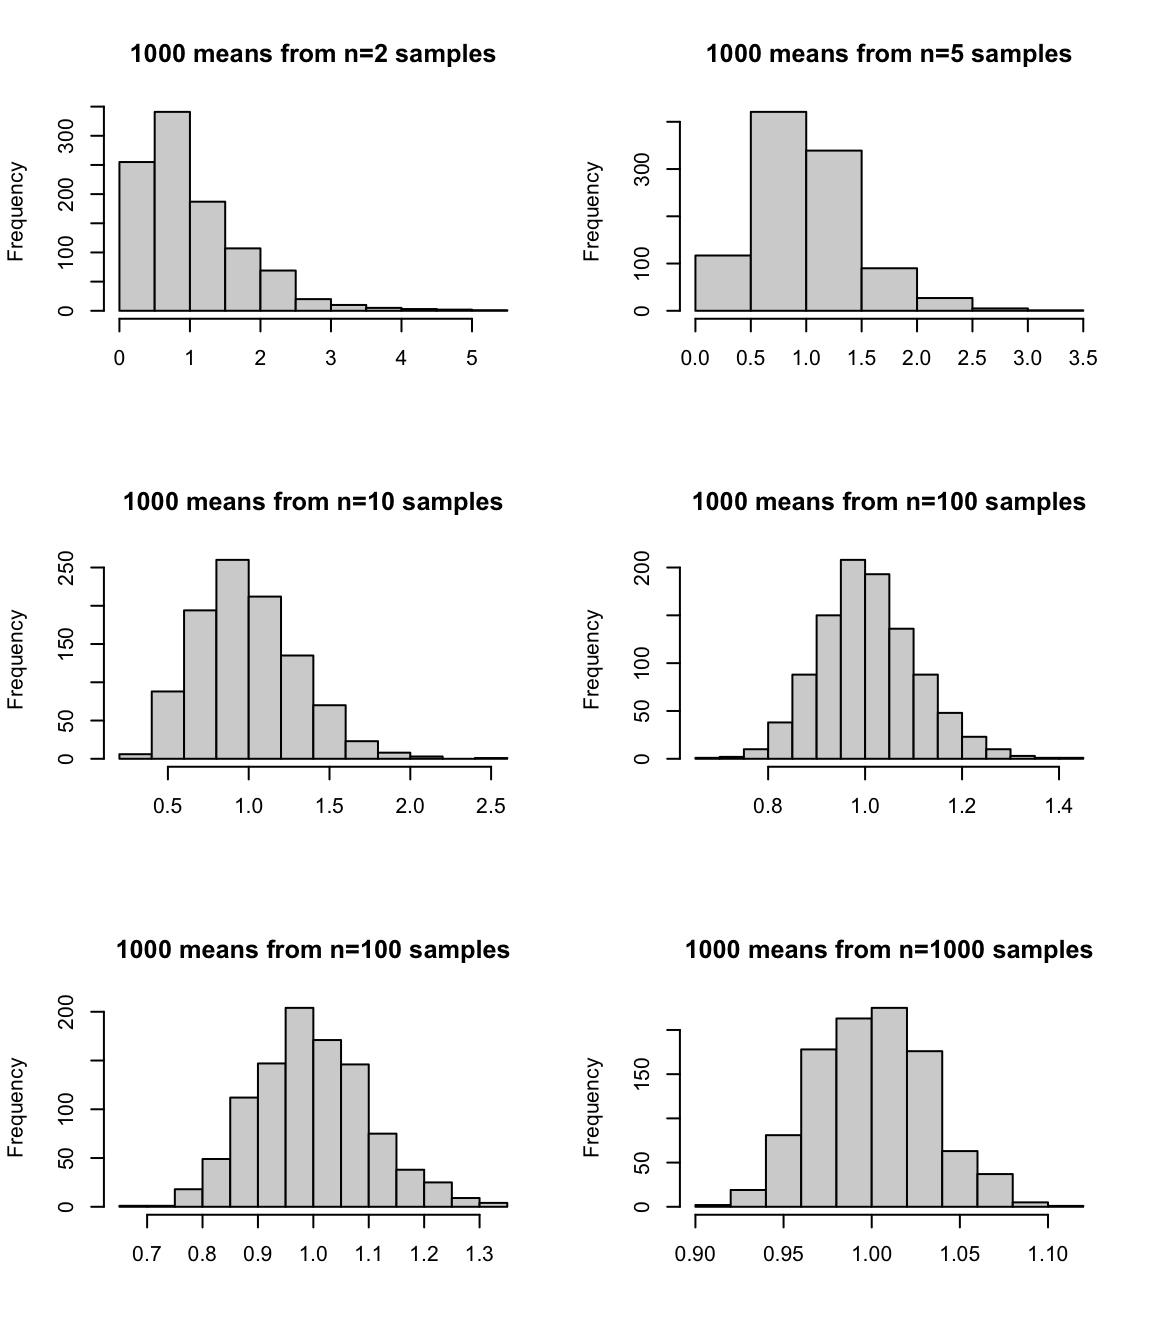 1000 means from n=2 samples
Frequency
0 100 200 300
0 1 2 3 4 5
1000 means from n=5 samples
Frequency
0 100 300
0.0 0.5 1.0 1.5 2.0 2.5 3.0 3.5
1000 means from n=10 samples
Frequency
0 50 150 250
0.5 1.0 1.5 2.0 2.5
1000 means from n=100 samples
Frequency
0 50 100 200
0.8 1.0 1.2 1.4
1000 means from n=100 samples
Frequency
0 50 100 200
0.7 0.8 0.9 1.0 1.1 1.2 1.3
1000 means from n=1000 samples
Frequency
0 50 150
0.90 0.95 1.00 1.05 1.10